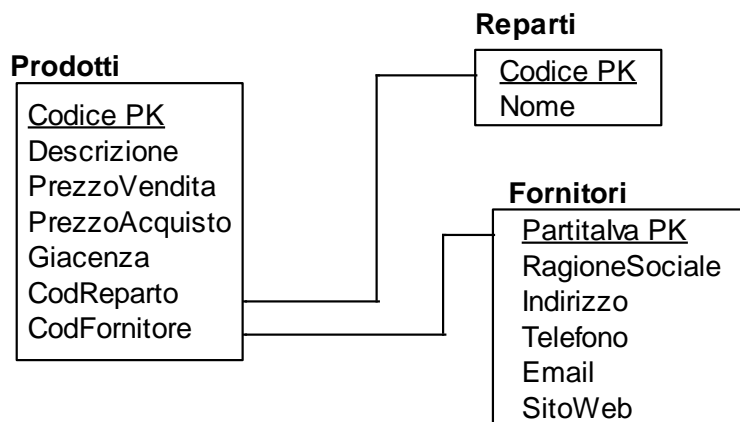 Prodotti
Codice PK
Descrizione
PrezzoVendita
PrezzoAcquisto
Giacenza
CodReparto
CodFornitore
Reparti
Codice PK
Nome
Fornitori
PartitaIva PK
RagioneSociale
Indirizzo
Telefono
Email
SitoWeb